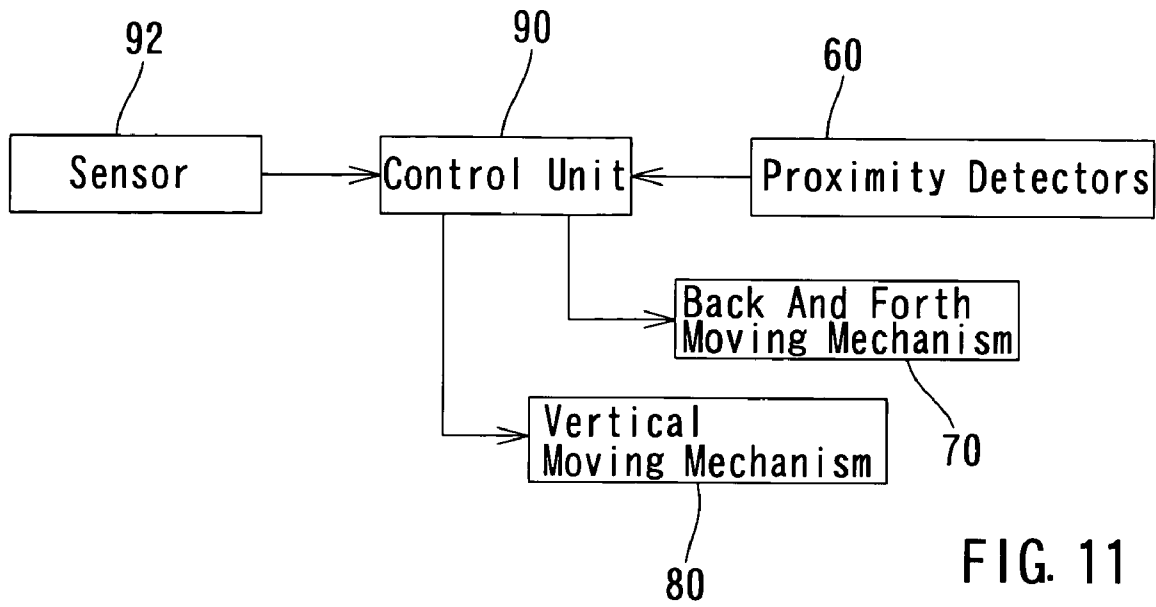 92
90
60
Sensor
Control Unit
Proximity Detectors
Back And Forth
Moving Mechanism
70
Vertical
Moving Mechanism
80
FIG. 11